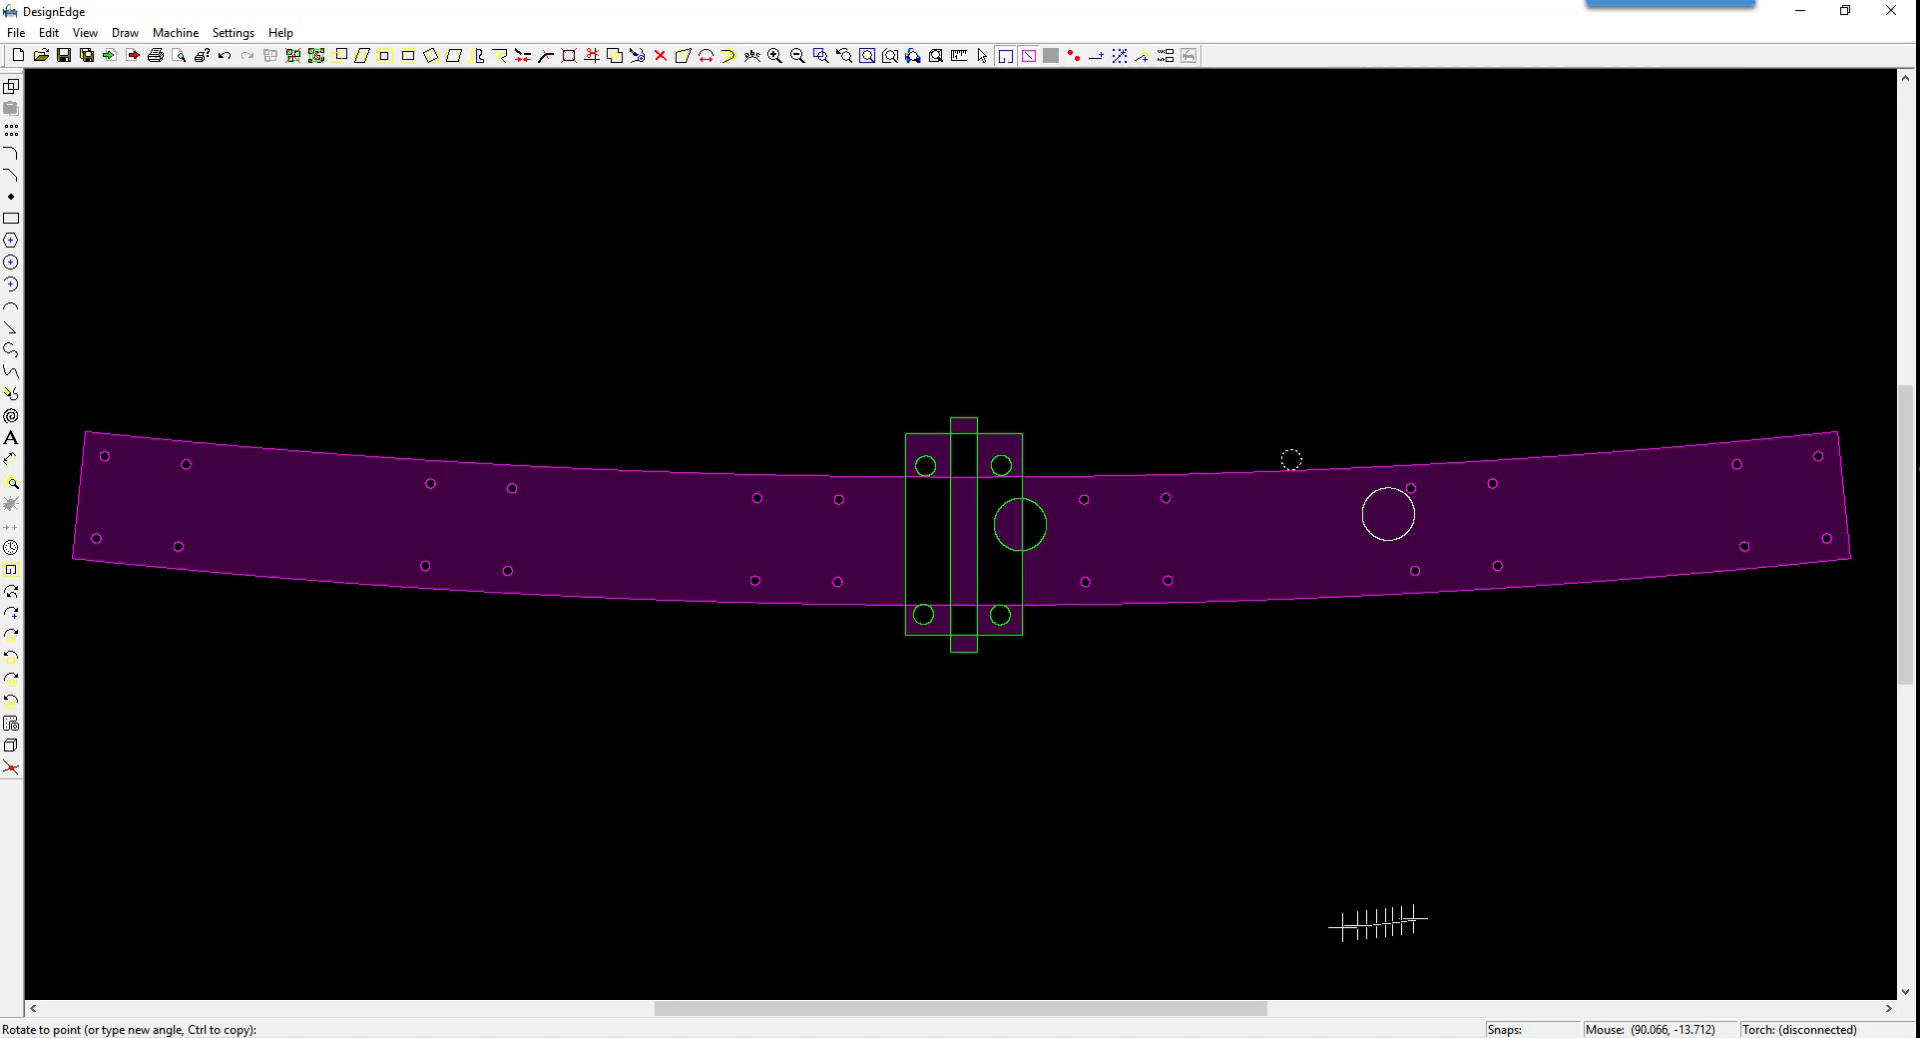 DesignEdge
File Edit View Draw Machine Settings Help
abc
A
Rotate to point (or type new angle, Ctrl to copy): Snaps: Mouse: (90.066, -13.712) Torch: (disconnected)